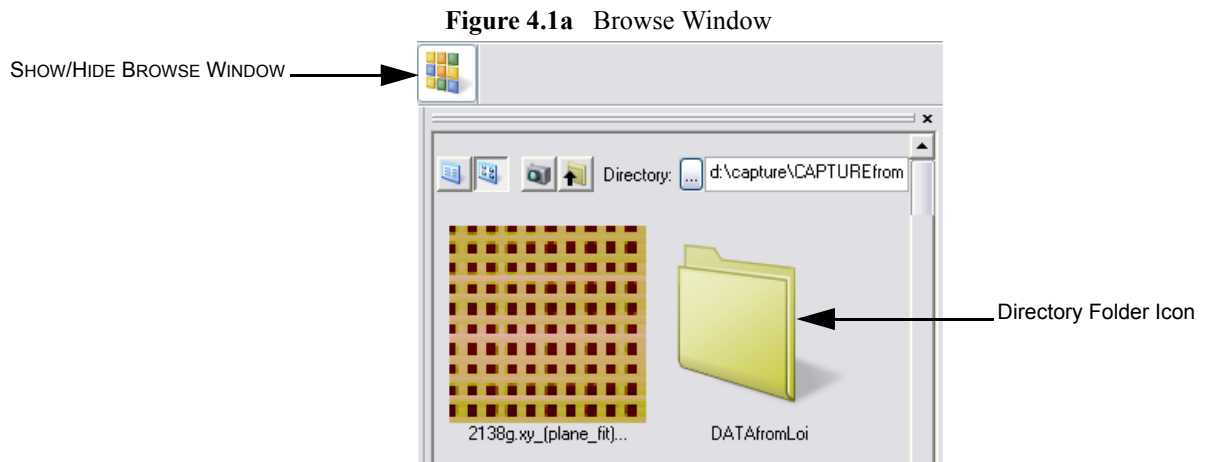 Figure 4.1a Browse Window
SHOW/HIDE BROWSE WINDOW
x
Directory: ... d:\capture\CAPTUREfrom
Directory Folder Icon
2138g.xy_(plane_fit)... DATAfromLoi